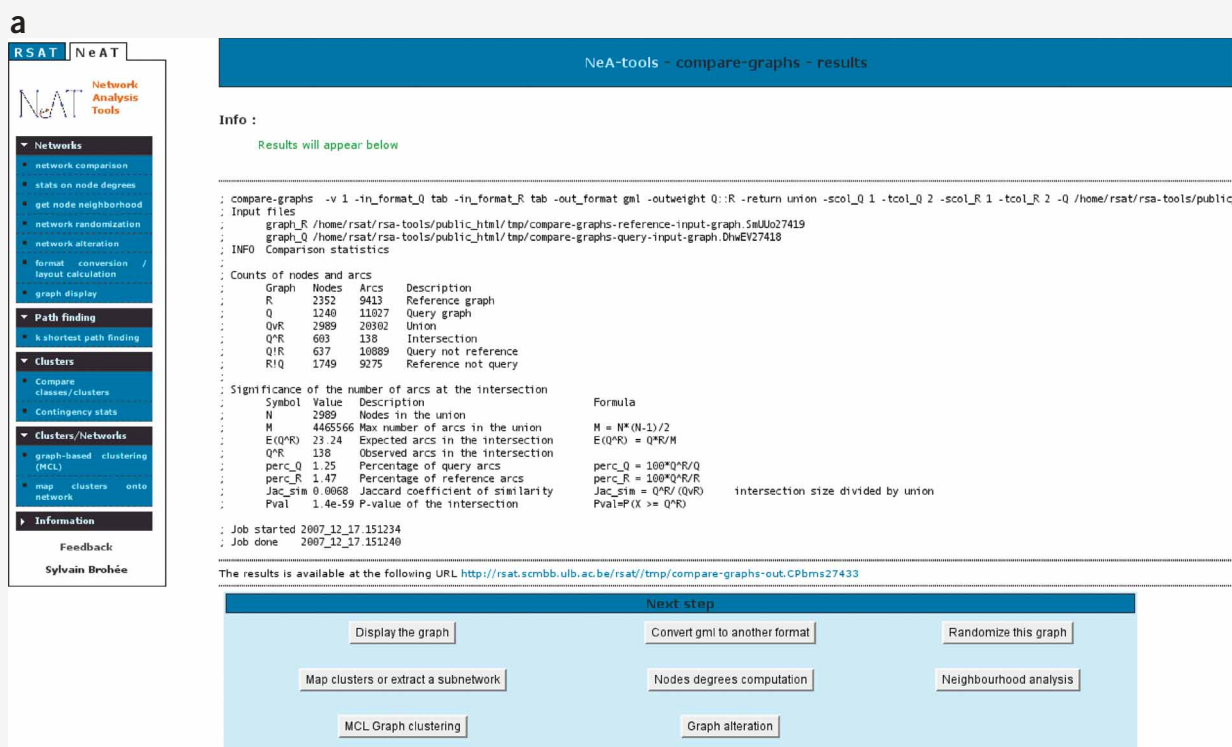 a
RSAT NeAT
NeAT Network
Analysis
Tools
Networks
network comparison
stats on node degrees
get node neighborhood
network randomization
network alteration
format conversion /
layout calculation
graph display
Path finding
k shortest path finding
Clusters
Compare
classes/clusters
Contingency stats
Clusters/Networks
graph-based clustering
(MCL)
map clusters onto
network
Information
Feedback
Sylvain Brohée
NeA-tools - compare-graphs - results
Info :
Results will appear below
; compare-graphs -v 1 -in_format_Q tab -in_format_R tab -out_format gml -outweight Q::R -return union -scol_Q 1 -tcol_Q 2 -scol_R 1 -tcol_R 2 -Q /home/rsat/rsa-tools/public
; Input files
; graph_R /home/rsat/rsa-tools/public_html/tmp/compare-graphs-reference-input-graph.SmUUo27419
; graph_Q /home/rsat/rsa-tools/public_html/tmp/compare-graphs-query-input-graph.DhwEV27418
; INFO Comparison statistics
;
; Counts of nodes and arcs
; Graph Nodes Arcs Description
; R 2352 9413 Reference graph
; Q 1240 11027 Query graph
; QvR 2989 20302 Union
; Q^R 603 138 Intersection
; Q!R 637 10889 Query not reference
; R!Q 1749 9275 Reference not query
;
; Significance of the number of arcs at the intersection
; Symbol Value Description Formula
; N 2989 Nodes in the union
; M 4465566 Max number of arcs in the union M = N*(N-1)/2
; E(Q^R) 23.24 Expected arcs in the intersection E(Q^R) = Q*R/M
; Q^R 138 Observed arcs in the intersection
; perc_Q 1.25 Percentage of query arcs perc_Q = 100*Q^R/Q
; perc_R 1.47 Percentage of reference arcs perc_R = 100*Q^R/R
; Jac_sim 0.0068 Jaccard coefficient of similarity Jac_sim = Q^R/(QvR) intersection size divided by union
; Pval 1.4e-59 P-value of the intersection Pval=P(X >= Q^R)
; Job started 2007_12_17.151234
; Job done 2007_12_17.151240
The results is available at the following URL http://rsat.scmbb.ulb.ac.be/rsat//tmp/compare-graphs-out.CPbms27433
Next step
Display the graph Convert gml to another format Randomize this graph
Map clusters or extract a subnetwork Nodes degrees computation Neighbourhood analysis
MCL Graph clustering Graph alteration